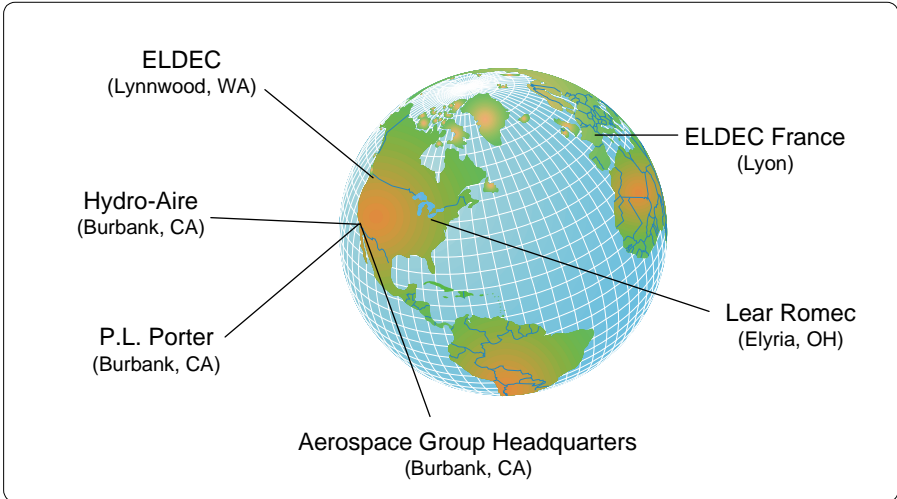 ELDEC
(Lynnwood, WA)
ELDEC France
(Lyon)
Hydro-Aire
(Burbank, CA)
Lear Romec
(Elyria, OH)
P.L. Porter
(Burbank, CA)
Aerospace Group Headquarters
(Burbank, CA)